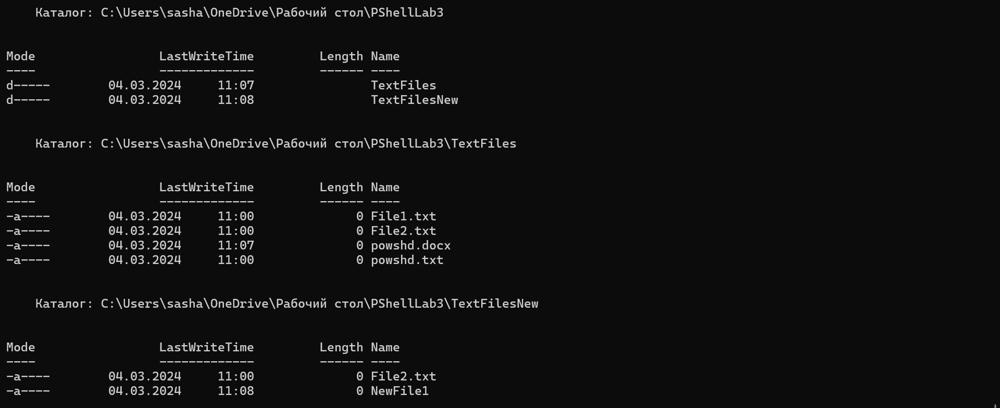 Каталог: C:\Users\sasha\OneDrive\Рабочий стол\PShellLab3
Mode LastWriteTime Length Name
---- ------------- ------ ----
d----- 04.03.2024 11:07 TextFiles
d----- 04.03.2024 11:08 TextFilesNew
Каталог: C:\Users\sasha\OneDrive\Рабочий стол\PShellLab3\TextFiles
Mode LastWriteTime Length Name
---- ------------- ------ ----
-a---- 04.03.2024 11:00 0 File1.txt
-a---- 04.03.2024 11:00 0 File2.txt
-a---- 04.03.2024 11:07 0 powshd.docx
-a---- 04.03.2024 11:00 0 powshd.txt
Каталог: C:\Users\sasha\OneDrive\Рабочий стол\PShellLab3\TextFilesNew
Mode LastWriteTime Length Name
---- ------------- ------ ----
-a---- 04.03.2024 11:00 0 File2.txt
-a---- 04.03.2024 11:08 0 NewFile1